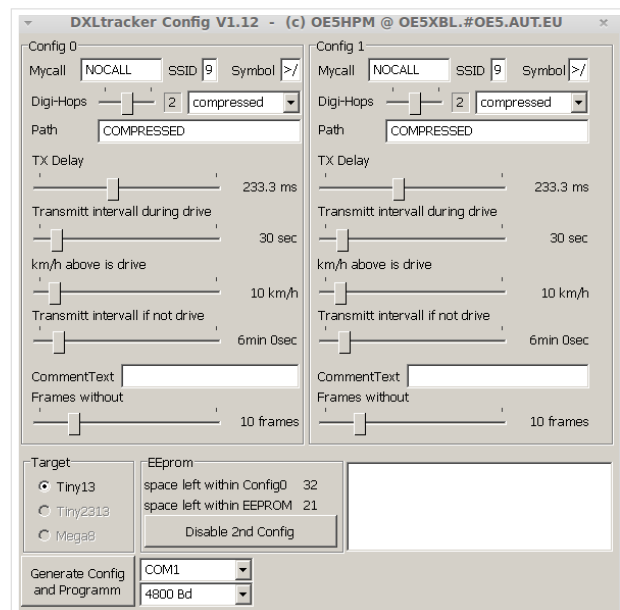 DXLtracker Config V1.12 - (c) OE5HPM @ OE5XBL.#OE5.AUT.EU
Config 0
Mycall NOCALL SSID 9 Symbol >/
Digi-Hops 2 compressed
Path COMPRESSED
TX Delay
233.3 ms
Transmitt intervall during drive
30 sec
km/h above is drive
10 km/h
Transmitt intervall if not drive
6min 0sec
CommentText
Frames without
10 frames
Config 1
Mycall NOCALL SSID 9 Symbol >/
Digi-Hops 2 compressed
Path COMPRESSED
TX Delay
233.3 ms
Transmitt intervall during drive
30 sec
km/h above is drive
10 km/h
Transmitt intervall if not drive
6min 0sec
CommentText
Frames without
10 frames
Target
Tiny13
Tiny2313
Mega8
EEprom
space left within Config0 32
space left within EEPROM 21
Disable 2nd Config
Generate Config
and Programm
COM1
4800 Bd